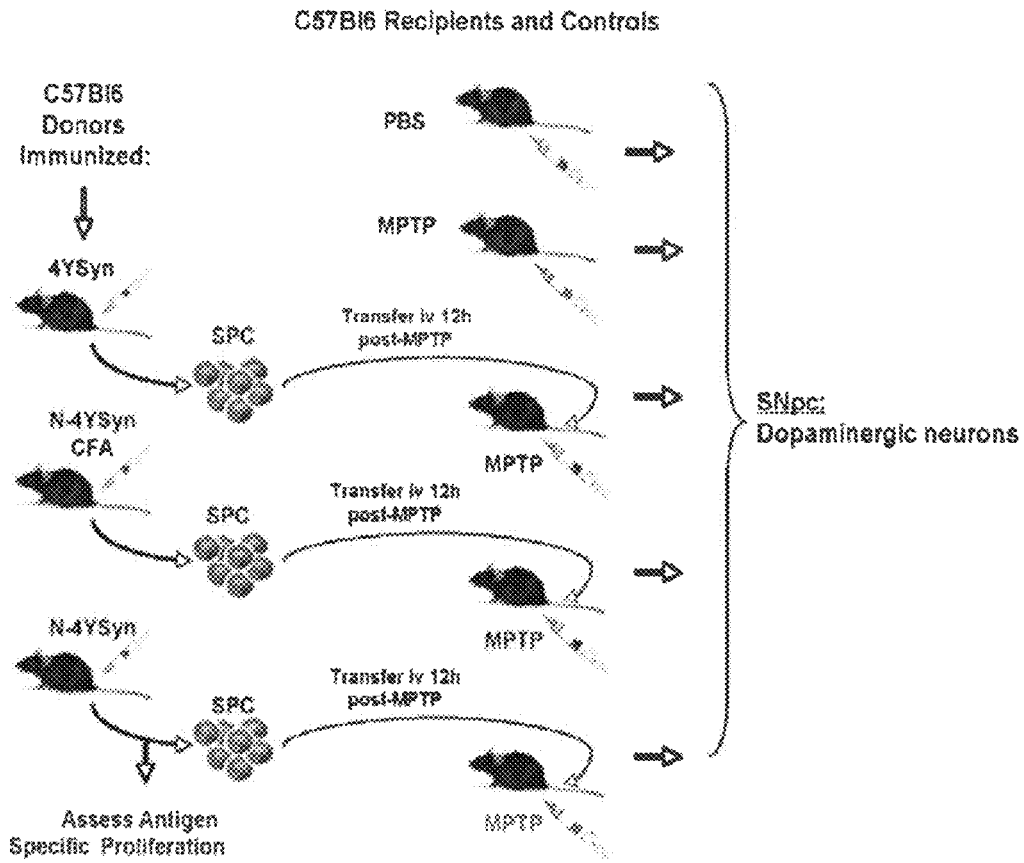 C57Bl6 Recipients and Controls
C57Bl6
Donors
Immunized:
PBS
MPTP
4YSyn
SPC
Transfer iv 12h
post-MPTP
MPTP
N-4YSyn
CFA
SPC
Transfer iv 12h
post-MPTP
MPTP
N-4YSyn
SPC
Transfer iv 12h
post-MPTP
MPTP
Assess Antigen
Specific Proliferation
SNpc:
Dopaminergic neurons